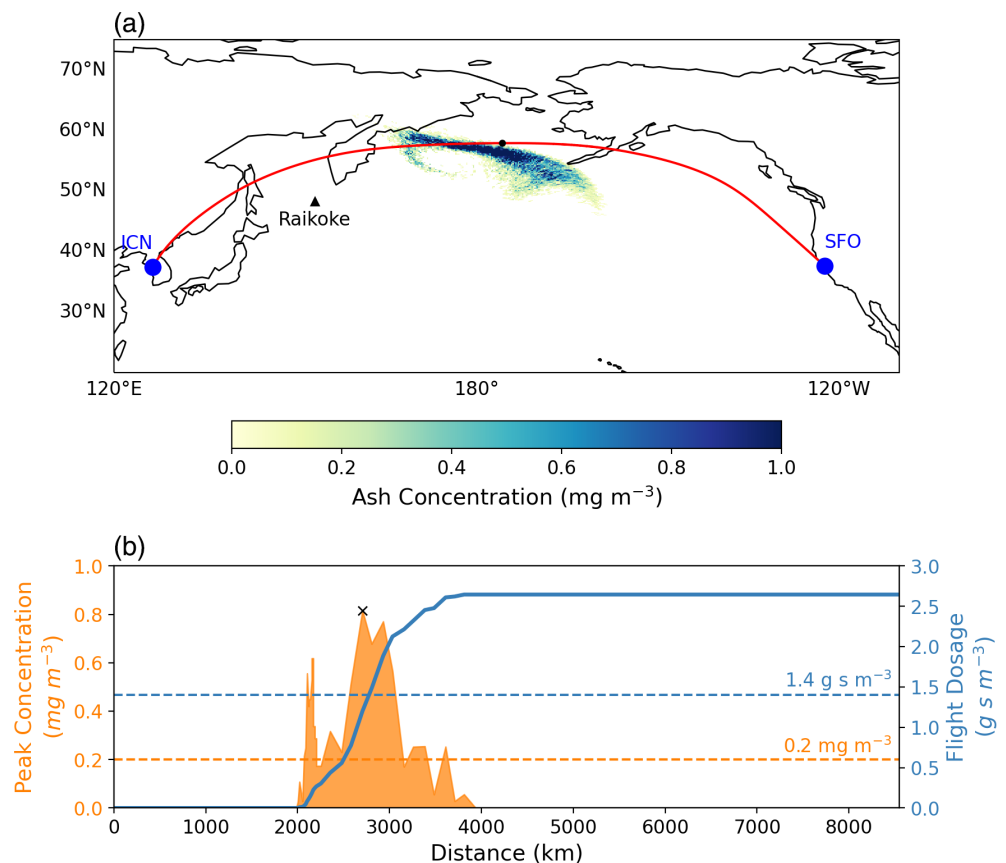 (a)
70°N
60°N
50°N
40°N
30°N
ICN
Raikoke
SFO
120°E 180° 120°W
0.0 0.2 0.4 0.6 0.8 1.0
Ash Concentration (mg m⁻³)
(b)
Peak Concentration
(mg m⁻³)
1.0
0.8
0.6
0.4
0.2
0.0
1.4 g s m⁻³
0.2 mg m⁻³
3.0
2.5
2.0
1.5
1.0
0.5
0.0
Flight Dosage
(g s m⁻³)
0 1000 2000 3000 4000 5000 6000 7000 8000
Distance (km)